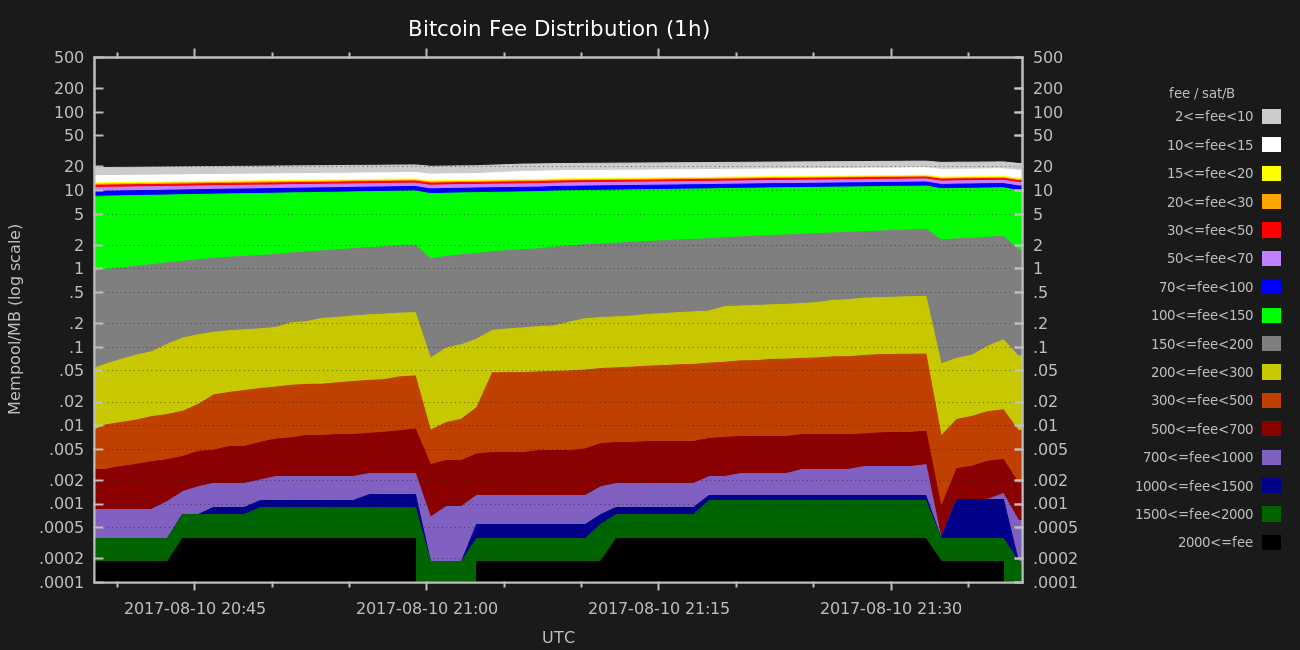 Bitcoin Fee Distribution (1h)
Mempool/MB (log scale)
500
200
100
50
20
10
5
2
1
.5
.2
.1
.05
.02
.01
.005
.002
.001
.0005
.0002
.0001
500
200
100
50
20
10
5
2
1
.5
.2
.1
.05
.02
.01
.005
.002
.001
.0005
.0002
.0001
2017-08-10 20:45
2017-08-10 21:00
2017-08-10 21:15
2017-08-10 21:30
UTC
fee / sat/B
2<=fee<10
10<=fee<15
15<=fee<20
20<=fee<30
30<=fee<50
50<=fee<70
70<=fee<100
100<=fee<150
150<=fee<200
200<=fee<300
300<=fee<500
500<=fee<700
700<=fee<1000
1000<=fee<1500
1500<=fee<2000
2000<=fee